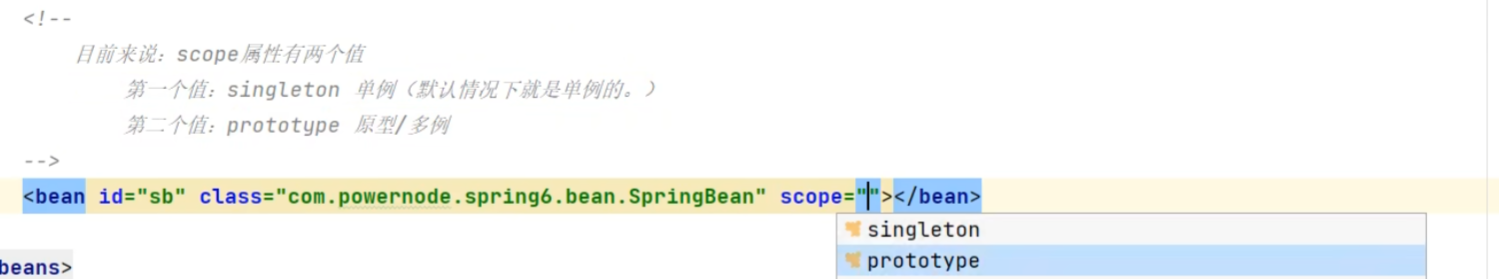 <!--
目前来说：scope属性有两个值
第一个值：singleton 单例（默认情况下就是单例的。）
第二个值：prototype 原型/多例
-->
<bean id="sb" class="com.powernode.spring6.bean.SpringBean" scope=""></bean>
singleton
prototype
beans>